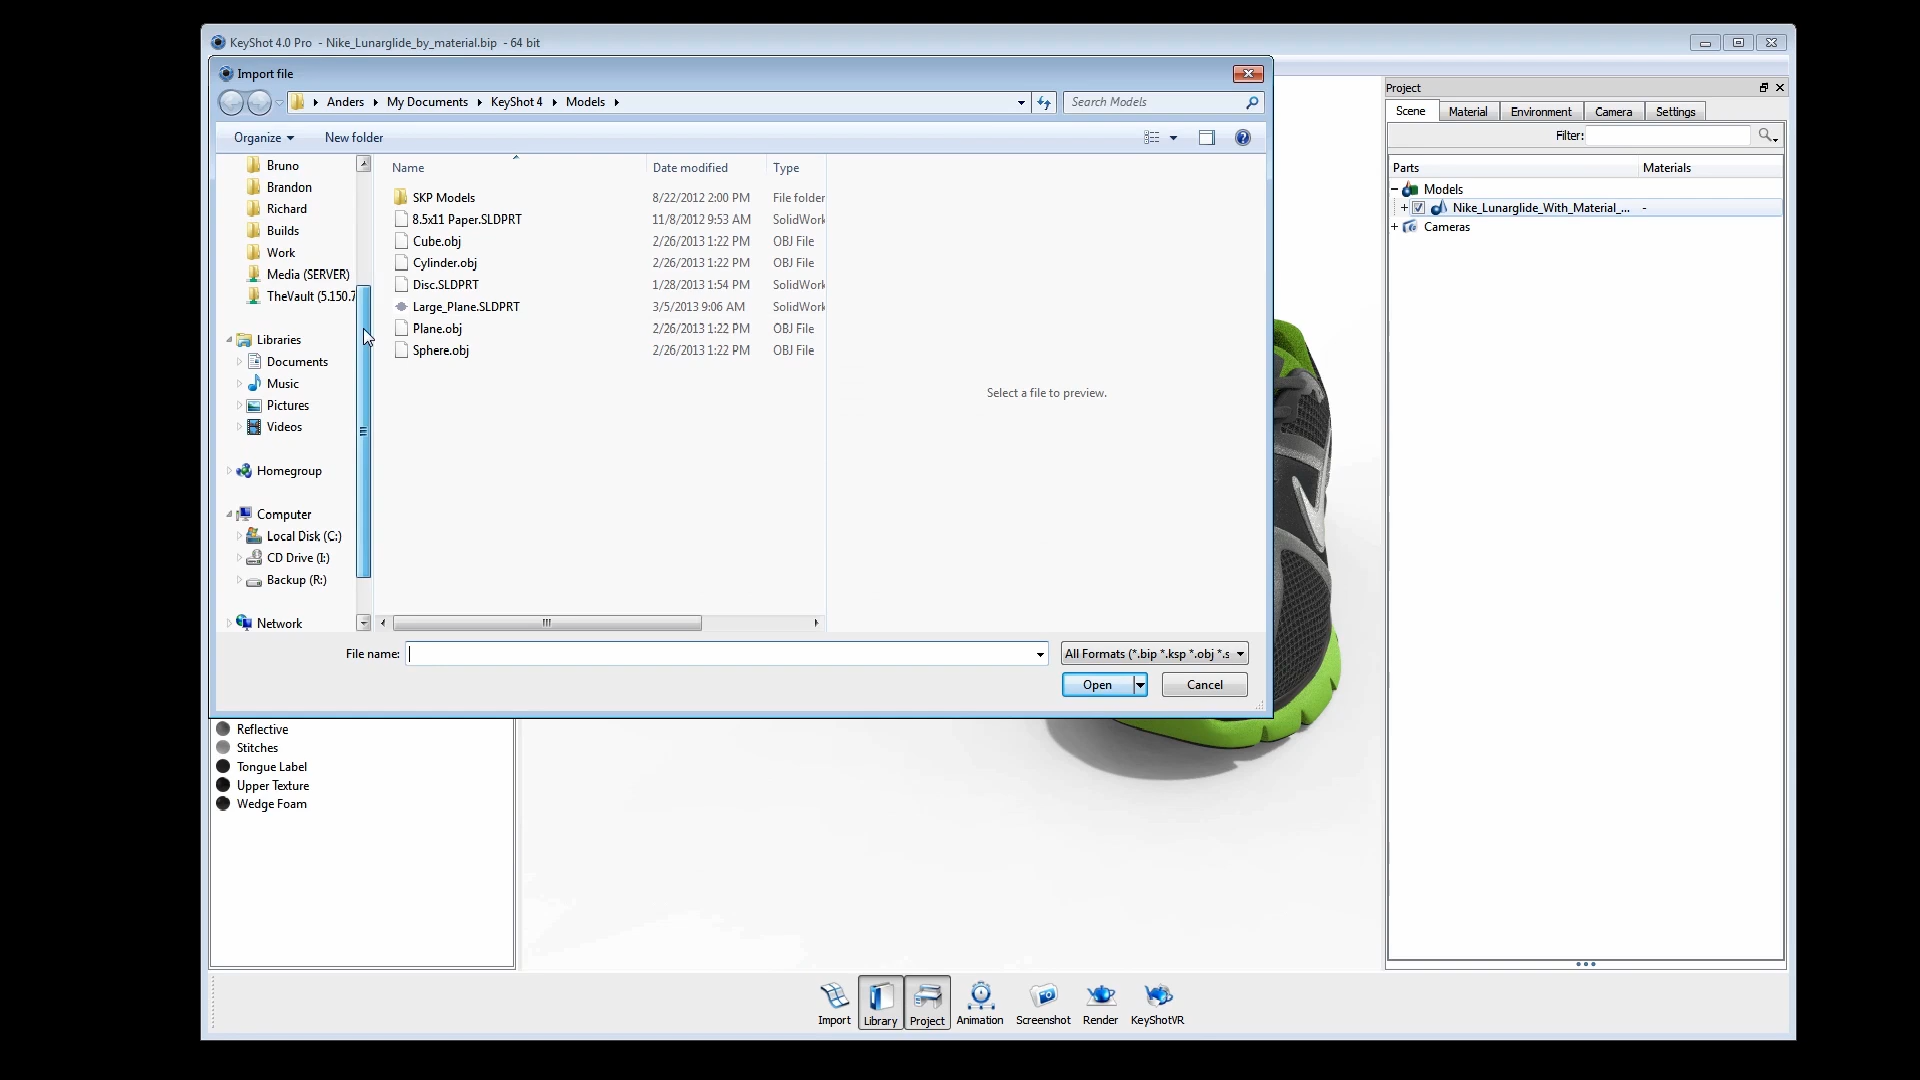 KeyShot 4.0 Pro - Nike_Lunarglide_by_material.bip - 64 bit
Import file
Anders My Documents KeyShot 4 Models
Search Models
Organize
New folder
Bruno
Brandon
Richard
Builds
Work
Media (SERVER)
TheVault (5.150.7
Libraries
Documents
Music
Pictures
Videos
Homegroup
Computer
Local Disk (C:)
CD Drive (I:)
Backup (R:)
Network
Name Date modified Type
SKP Models 8/22/2012 2:00 PM File folder
8.5x11 Paper.SLDPRT 11/8/2012 9:53 AM SolidWork
Cube.obj 2/26/2013 1:22 PM OBJ File
Cylinder.obj 2/26/2013 1:22 PM OBJ File
Disc.SLDPRT 1/28/2013 1:54 PM SolidWork
Large_Plane.SLDPRT 3/5/2013 9:06 AM SolidWork
Plane.obj 2/26/2013 1:22 PM OBJ File
Sphere.obj 2/26/2013 1:22 PM OBJ File
Select a file to preview.
File name:
All Formats (*.bip *.ksp *.obj *.s
Open
Cancel
Reflective
Stitches
Tongue Label
Upper Texture
Wedge Foam
Project
Scene Material Environment Camera Settings
Filter:
Parts Materials
Models
Nike_Lunarglide_With_Material_... -
Cameras
Import Library Project Animation Screenshot Render KeyShotVR